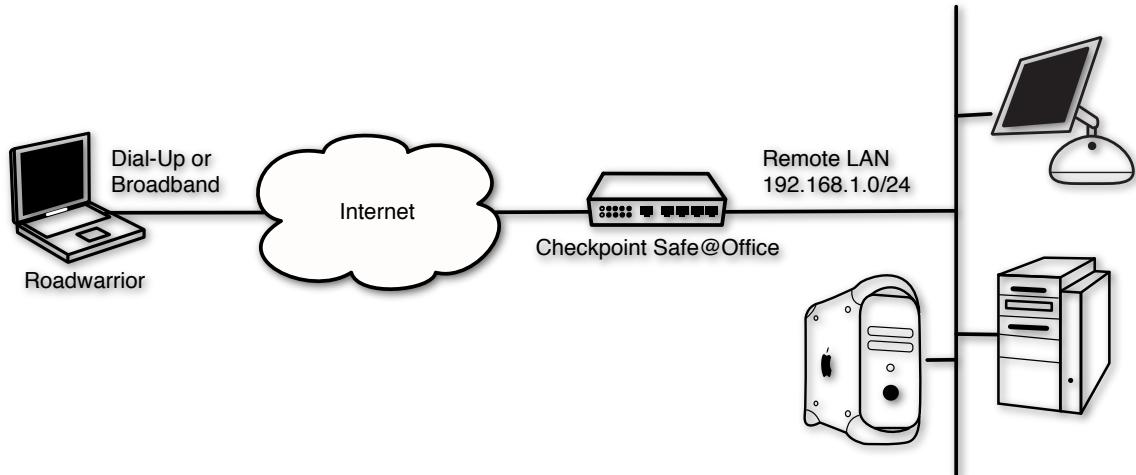 Dial-Up or
Broadband
Roadwarrior
Internet
Checkpoint Safe@Office
Remote LAN
192.168.1.0/24